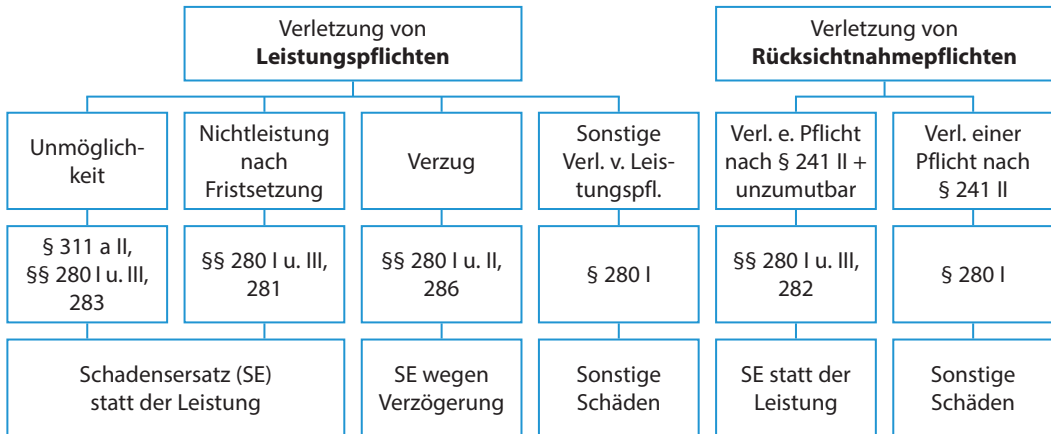 Verletzung von
Leistungspflichten
Verletzung von
Rücksichtnahmepflichten
Unmöglich-
keit
Nichtleistung
nach
Fristsetzung
Verzug
Sonstige
Verl. v. Leis-
tungspfl.
Verl. e. Pflicht
nach § 241 II +
unzumutbar
Verl. einer
Pflicht nach
§ 241 II
§ 311 a II,
§§ 280 I u. III,
283
§§ 280 I u. III,
281
§§ 280 I u. II,
286
§ 280 I
§§ 280 I u. III,
282
§ 280 I
Schadensersatz (SE)
statt der Leistung
SE wegen
Verzögerung
Sonstige
Schäden
SE statt der
Leistung
Sonstige
Schäden